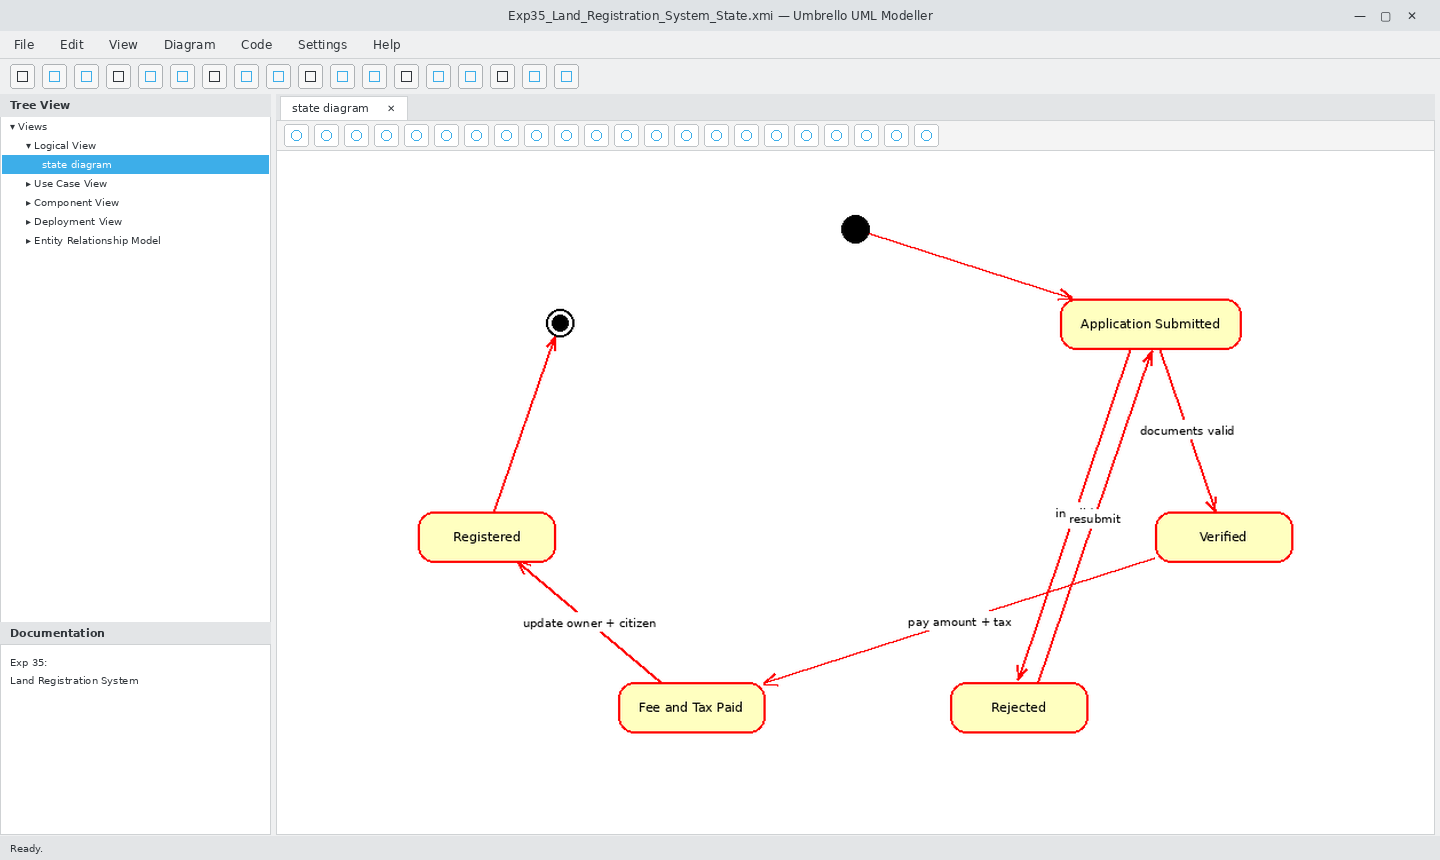 Exp35_Land_Registration_System_State.xmi — Umbrello UML Modeller
File Edit View Diagram Code Settings Help
Tree View
Views
Logical View
state diagram
Use Case View
Component View
Deployment View
Entity Relationship Model
Documentation
Exp 35:
Land Registration System
state diagram
Application Submitted
documents valid
resubmit
Registered
Verified
update owner + citizen
pay amount + tax
Fee and Tax Paid
Rejected
Ready.